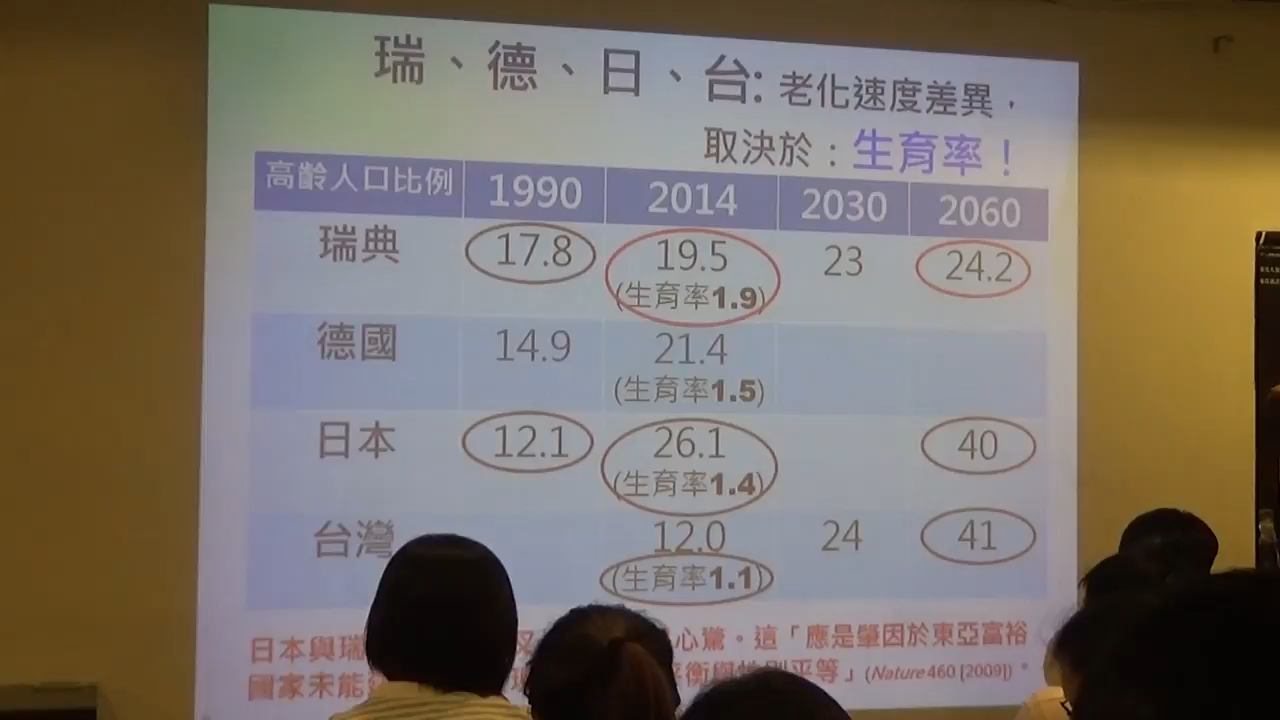 瑞、德、日、台: 老化速度差異，
取決於：生育率！
高齡人口比例 1990 2014 2030 2060
瑞典 17.8 19.5 23 24.2
(生育率1.9)
德國 14.9 21.4
(生育率1.5)
日本 12.1 26.1 40
(生育率1.4)
台灣 12.0 24 41
(生育率1.1)
日本與瑞 心驚。這「應是肇因於東亞富裕
國家未能 衡與性別平等」(Nature 460 [2009])。